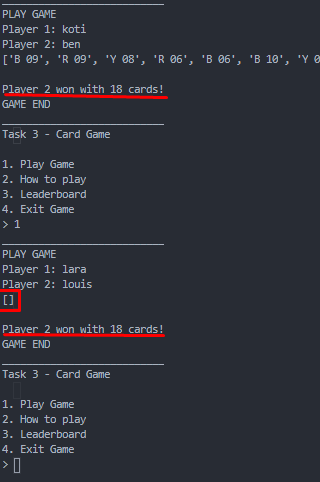 PLAY GAME
Player 1: koti
Player 2: ben
['B 09', 'R 09', 'Y 08', 'R 06', 'B 06', 'B 10', 'Y 0
Player 2 won with 18 cards!
GAME END
Task 3 - Card Game
1. Play Game
2. How to play
3. Leaderboard
4. Exit Game
> 1
PLAY GAME
Player 1: lara
Player 2: louis
[]
Player 2 won with 18 cards!
GAME END
Task 3 - Card Game
1. Play Game
2. How to play
3. Leaderboard
4. Exit Game
>